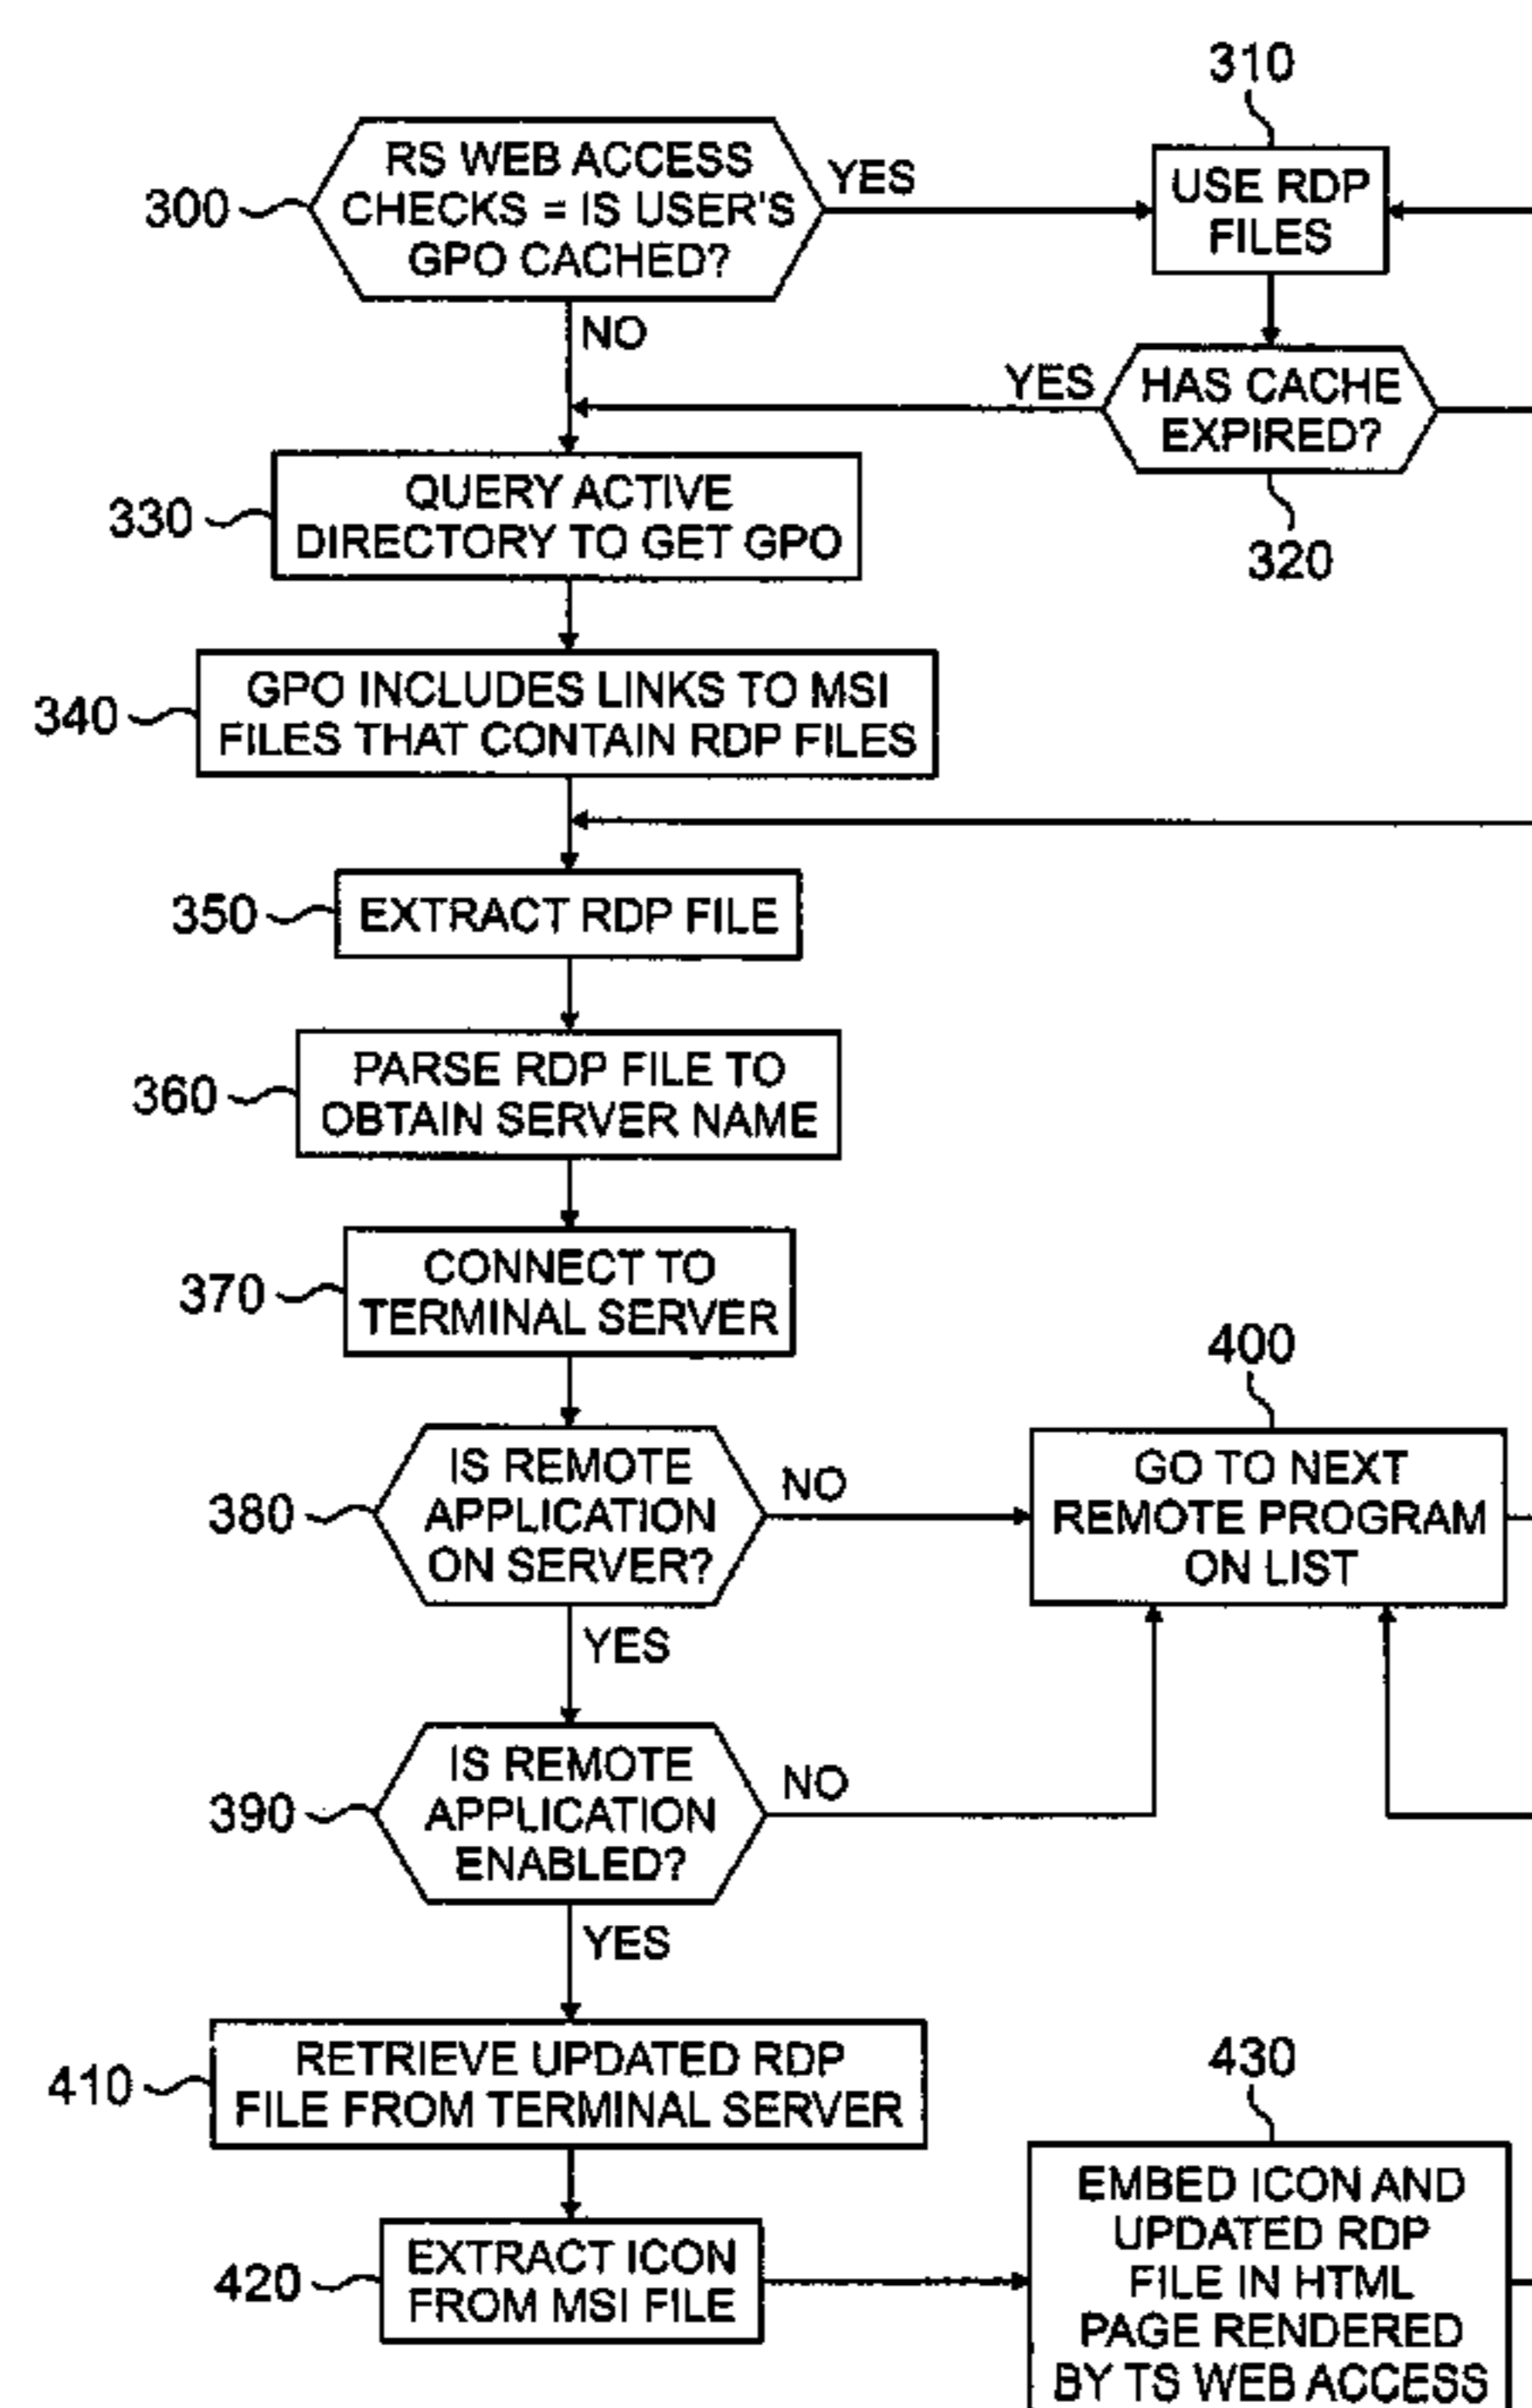 310
RS WEB ACCESS
CHECKS = IS USER'S
GPO CACHED?
300
YES
USE RDP
FILES
NO
YES
HAS CACHE
EXPIRED?
320
330
QUERY ACTIVE
DIRECTORY TO GET GPO
340
GPO INCLUDES LINKS TO MSI
FILES THAT CONTAIN RDP FILES
350
EXTRACT RDP FILE
360
PARSE RDP FILE TO
OBTAIN SERVER NAME
370
CONNECT TO
TERMINAL SERVER
380
IS REMOTE
APPLICATION
ON SERVER?
NO
400
GO TO NEXT
REMOTE PROGRAM
ON LIST
YES
390
IS REMOTE
APPLICATION
ENABLED?
NO
YES
410
RETRIEVE UPDATED RDP
FILE FROM TERMINAL SERVER
420
EXTRACT ICON
FROM MSI FILE
430
EMBED ICON AND
UPDATED RDP
FILE IN HTML
PAGE RENDERED
BY TS WEB ACCESS